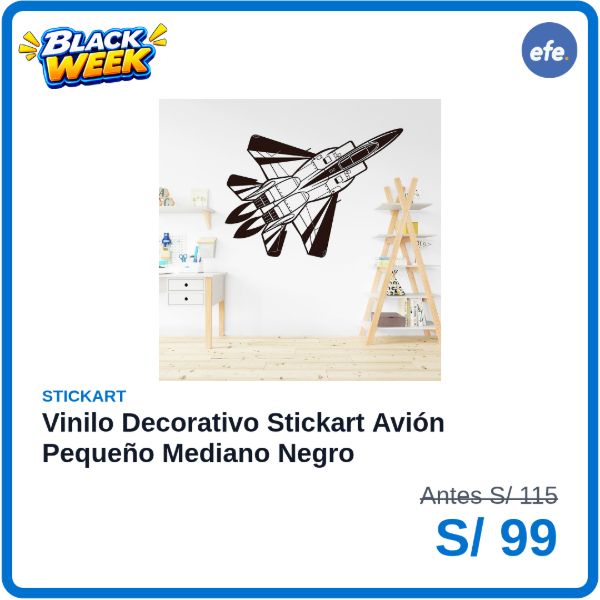 BLACK
WEEK
efe.
STICKART
Vinilo Decorativo Stickart Avión
Pequeño Mediano Negro
Antes S/ 115
S/ 99